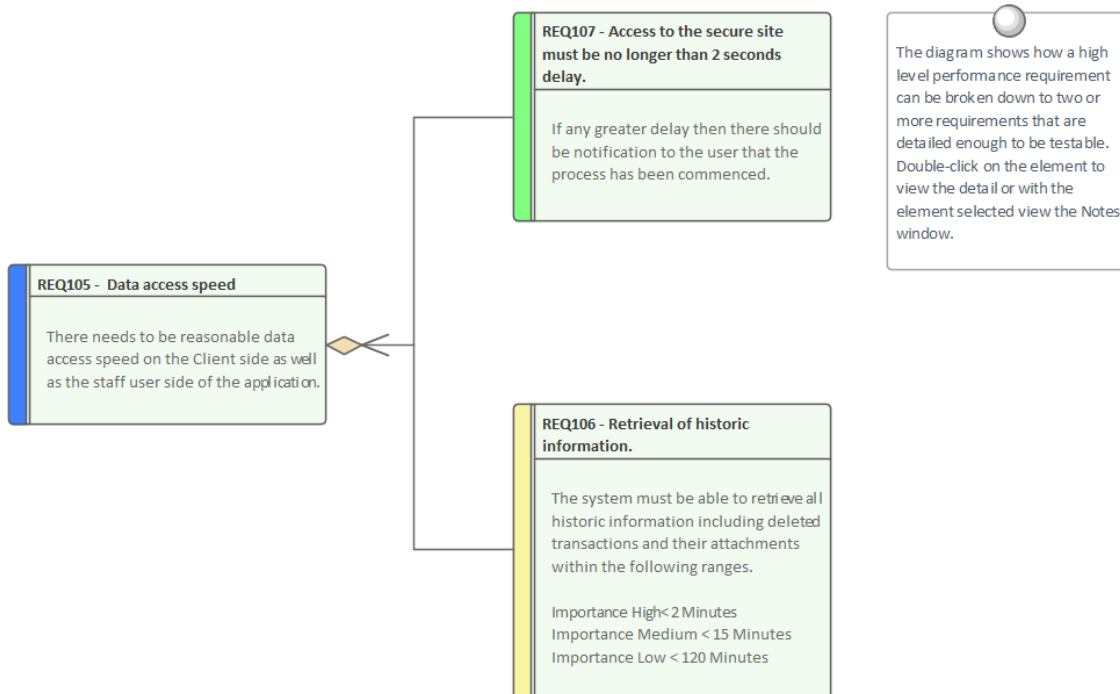 REQ107 - Access to the secure site
must be no longer than 2 seconds
delay.
If any greater delay then there should
be notification to the user that the
process has been commenced.
The diagram shows how a high
level performance requirement
can be broken down to two or
more requirements that are
detailed enough to be testable.
Double-click on the element to
view the detail or with the
element selected view the Notes
window.
REQ105 -  Data access speed
There needs to be reasonable data
access speed on the Client side as well
as the staff user side of the application.
REQ106 - Retrieval of historic
information.
The system must be able to retrieve all
historic information including deleted
transactions and their attachments
within the following ranges.
Importance High< 2 Minutes
Importance Medium < 15 Minutes
Importance Low < 120 Minutes